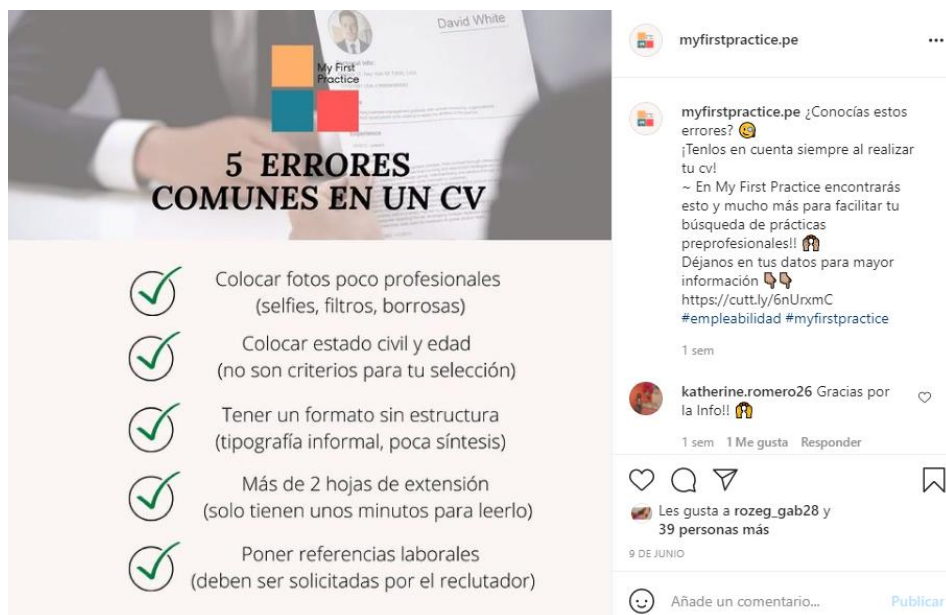 David White
My First
Practice
5 ERRORES
COMUNES EN UN CV
Colocar fotos poco profesionales
(selfies, filtros, borrosas)
Colocar estado civil y edad
(no son criterios para tu selección)
Tener un formato sin estructura
(tipografía informal, poca síntesis)
Más de 2 hojas de extensión
(solo tienen unos minutos para leerlo)
Poner referencias laborales
(deben ser solicitadas por el reclutador)
myfirstpractice.pe
myfirstpractice.pe ¿Conocías estos
errores?
¡Tenlos en cuenta siempre al realizar
tu cv!
~ En My First Practice encontrarás
esto y mucho más para facilitar tu
búsqueda de prácticas
preprofesionales!!
Déjanos en tus datos para mayor
información
https://cutt.ly/6nUrxmC
#empleabilidad #myfirstpractice
1 sem
katherine.romero26 Gracias por
la Info!!
1 sem 1 Me gusta Responder
Les gusta a rozeg_gab28 y
39 personas más
9 DE JUNIO
Añade un comentario... Publicar